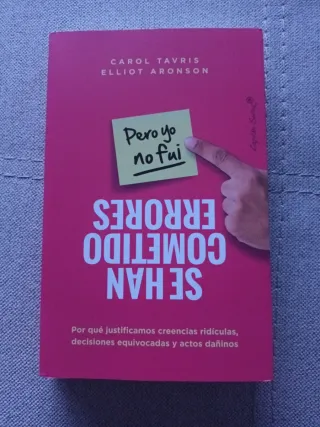 CAROL TAVRIS
ELLIOT ARONSON
Pero yo
no fui
SE HAN
COMETIDO
ERRORES
Por qué justificamos creencias ridículas,
decisiones equivocadas y actos dañinos